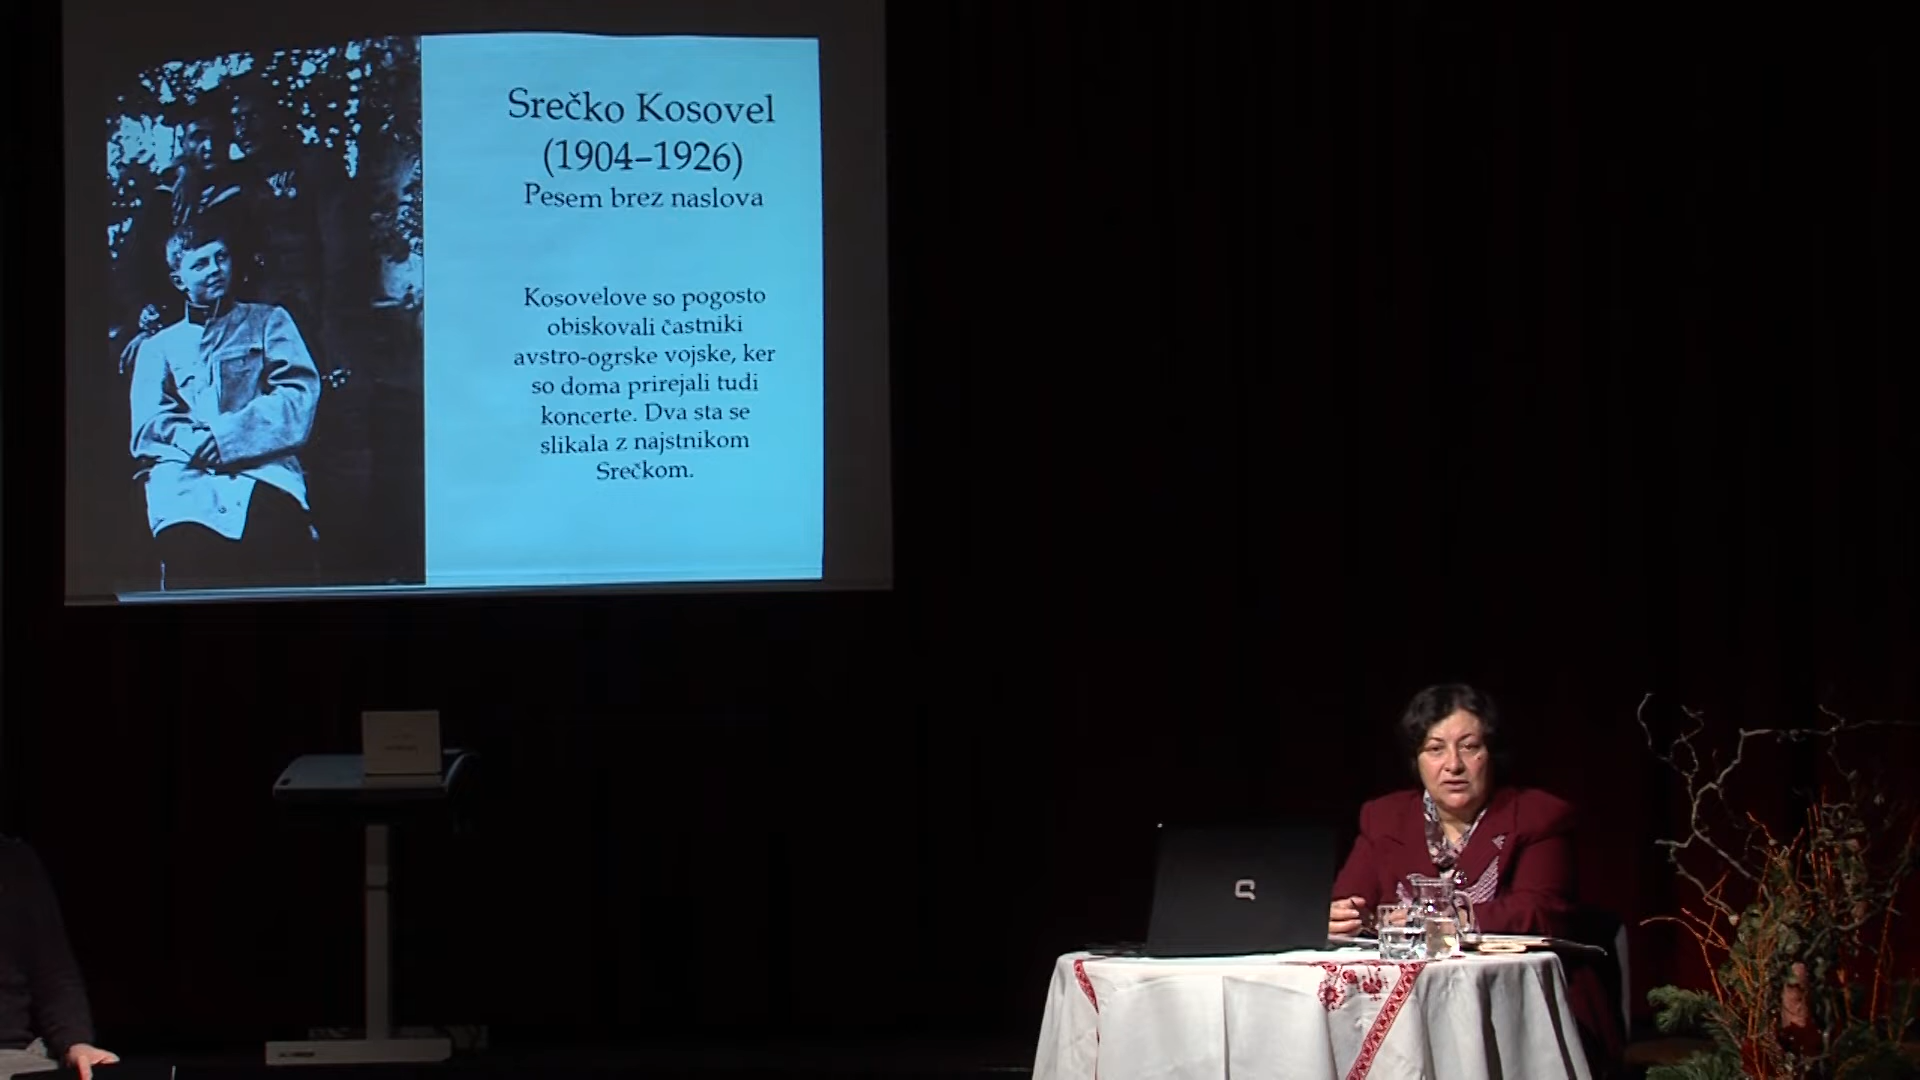 Srečko Kosovel
(1904–1926)
Pesem brez naslova
Kosovelove so pogosto
obiskovali častniki
avstro-ogrske vojske, ker
so doma prirejali tudi
koncerte. Dva sta se
slikala z najstnikom
Srečkom.